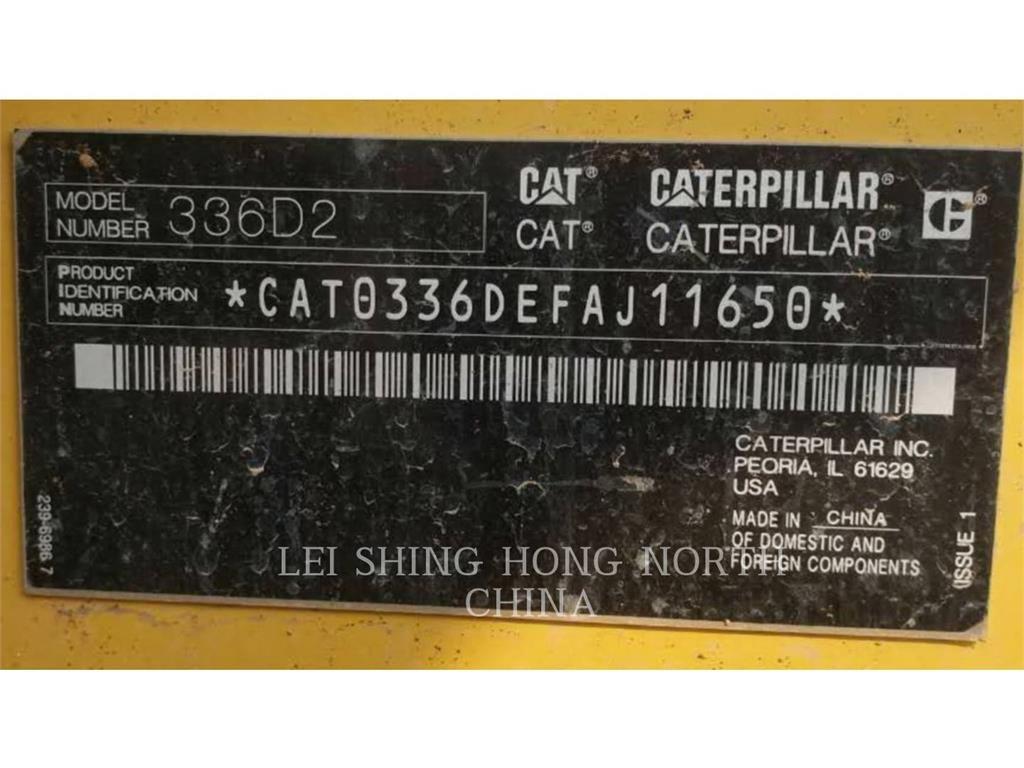 MODEL
NUMBER 336D2
CAT® CATERPILLAR®
CAT® CATERPILLAR®
PRODUCT
IDENTIFICATION
NUMBER
*CAT0336DEFAJ11650*
CATERPILLAR INC.
PEORIA, IL 61629
USA
MADE IN CHINA
OF DOMESTIC AND
FOREIGN COMPONENTS
239-6986 7
(ISSUE 1
LEI SHING HONG NORTH
CHINA